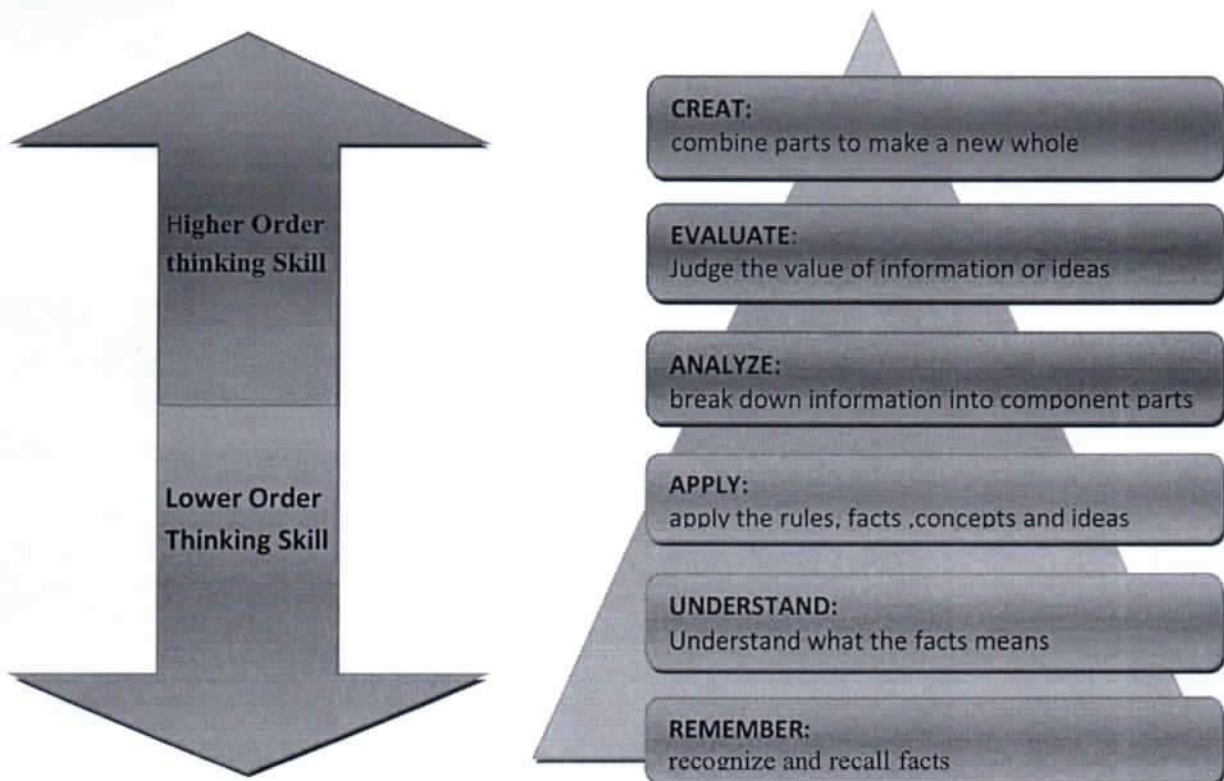 Higher Order
thinking Skill
Lower Order
Thinking Skill
CREAT:
combine parts to make a new whole
EVALUATE:
Judge the value of information or ideas
ANALYZE:
break down information into component parts
APPLY:
apply the rules, facts ,concepts and ideas
UNDERSTAND:
Understand what the facts means
REMEMBER:
recognize and recall facts